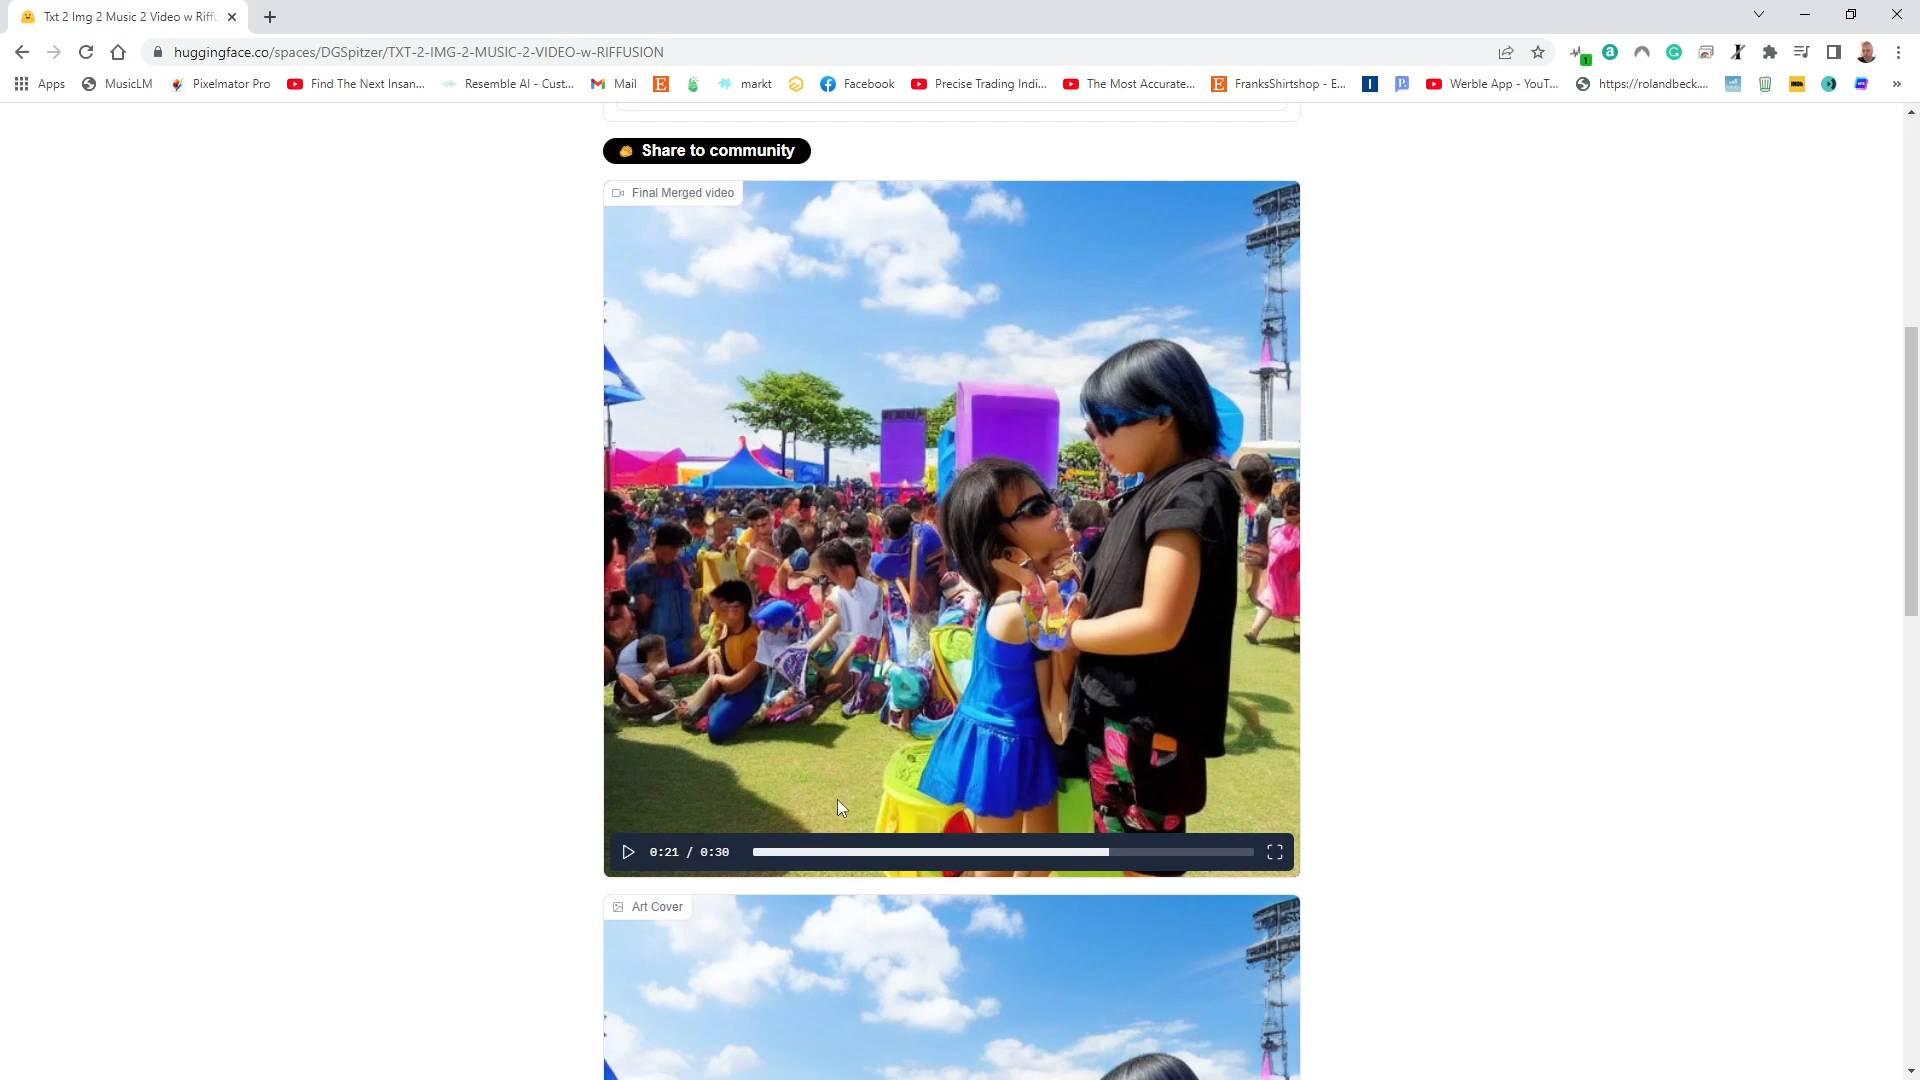 Txt 2 Img 2 Music 2 Video w Riffu
huggingface.co/spaces/DGSpitzer/TXT-2-IMG-2-MUSIC-2-VIDEO-w-RIFFUSION
Apps MusicLM Pixelmator Pro Find The Next Insan... Resemble AI - Cust... Mail markt Facebook Precise Trading Indi... The Most Accurate... FranksShirtshop - E... Werble App - YouT... https://rolandbeck.... »
Share to community
Final Merged video
0:21 / 0:30
Art Cover